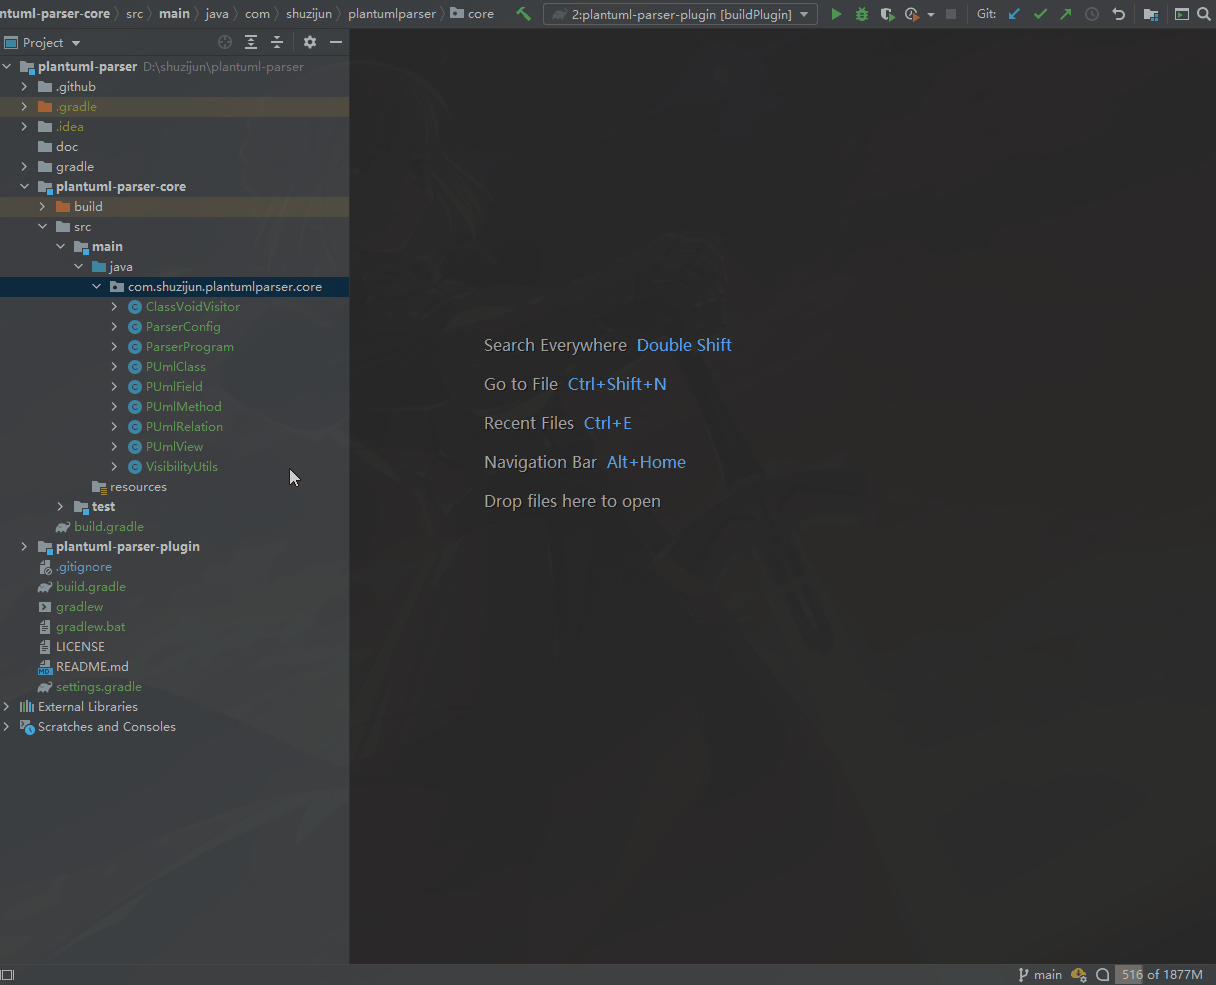 ntuml-parser-core src main java com shuzijun plantumlparser core 2:plantuml-parser-plugin [buildPlugin] Git:
Project
plantuml-parser D:\shuzijun\plantuml-parser
.github
.gradle
.idea
doc
gradle
plantuml-parser-core
build
src
main
java
com.shuzijun.plantumlparser.core
ClassVoidVisitor
ParserConfig
ParserProgram
PUmlClass
PUmlField
PUmlMethod
PUmlRelation
PUmlView
VisibilityUtils
resources
test
build.gradle
plantuml-parser-plugin
.gitignore
build.gradle
gradlew
gradlew.bat
LICENSE
README.md
settings.gradle
External Libraries
Scratches and Consoles
Search Everywhere Double Shift
Go to File Ctrl+Shift+N
Recent Files Ctrl+E
Navigation Bar Alt+Home
Drop files here to open
main 516 of 1877M